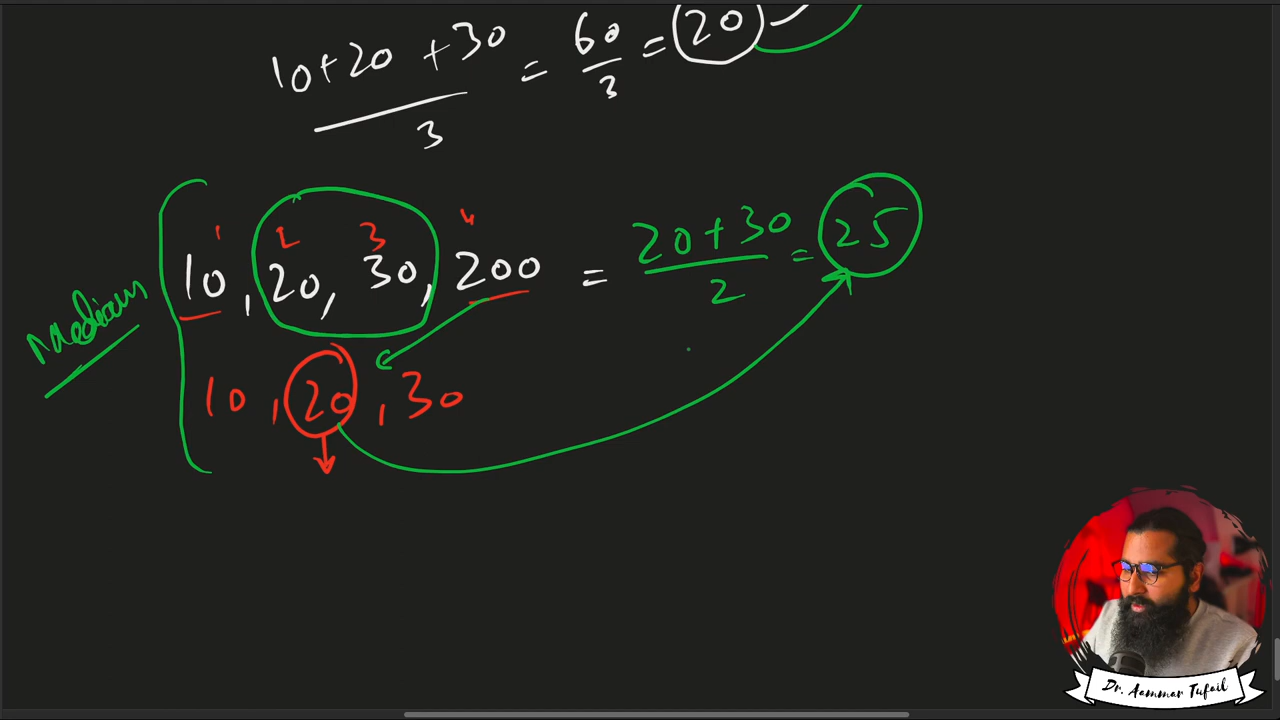 10+20+30 / 3 = 60/3 = 20
1 2 3 4
10, 20, 30, 200 = 20+30 / 2 = 25
median
10, 20, 30
Dr. Aammar Tufail